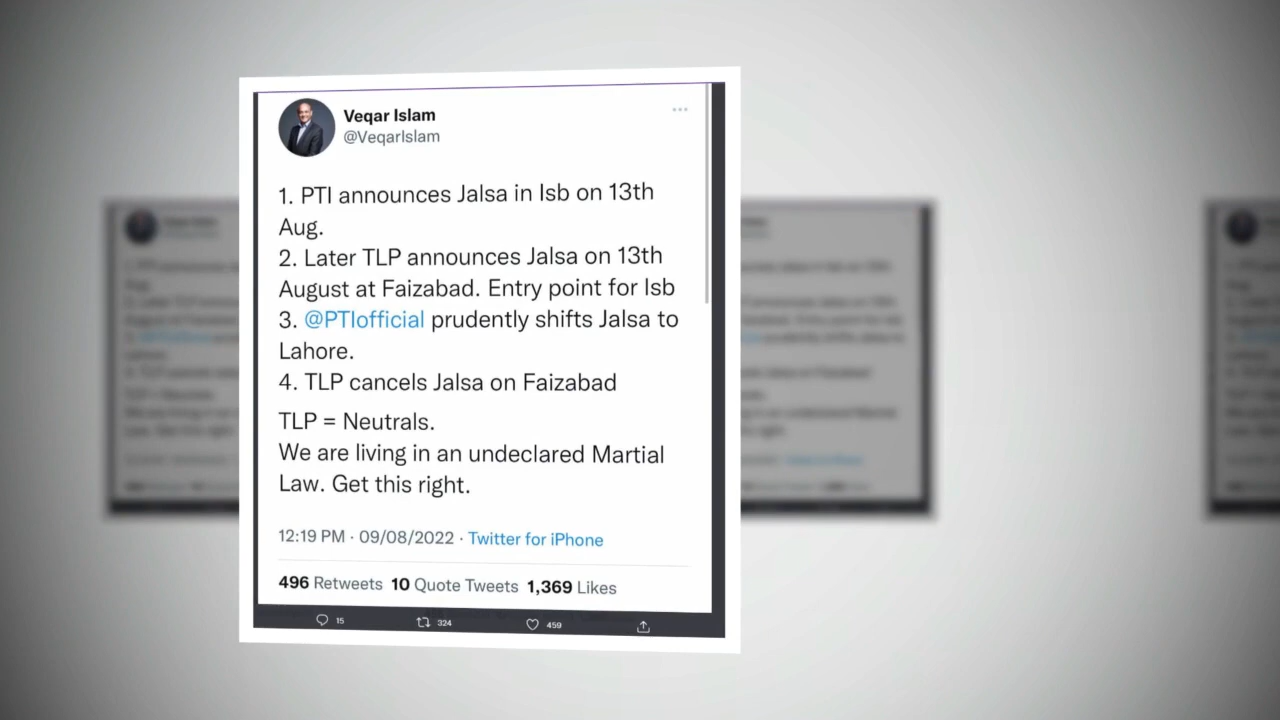 Veqar Islam
@VeqarIslam
1. PTI announces Jalsa in Isb on 13th
Aug.
2. Later TLP announces Jalsa on 13th
August at Faizabad. Entry point for Isb
3. @PTIofficial prudently shifts Jalsa to
Lahore.
4. TLP cancels Jalsa on Faizabad
TLP = Neutrals.
We are living in an undeclared Martial
Law. Get this right.
12:19 PM · 09/08/2022 · Twitter for iPhone
496 Retweets 10 Quote Tweets 1,369 Likes
15 324 459